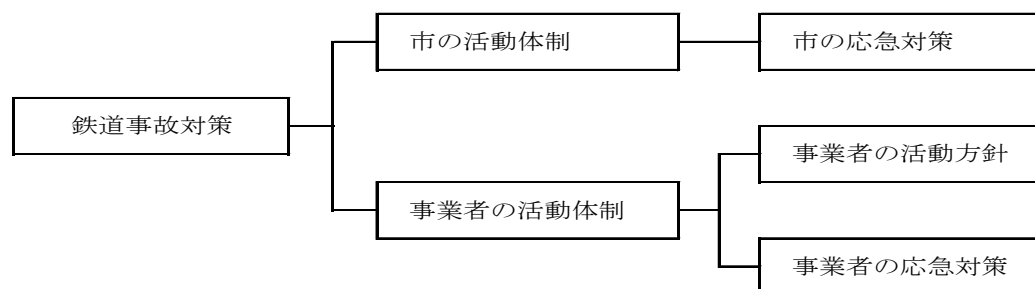 市の活動体制
市の応急対策
鉄道事故対策
事業者の活動方針
事業者の活動体制
事業者の応急対策